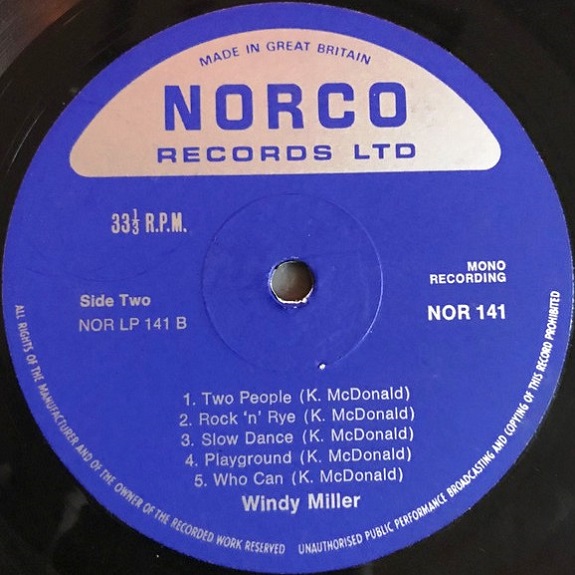 MADE IN GREAT BRITAIN
NORCO
RECORDS LTD
33⅓ R.P.M.
MONO
RECORDING
Side Two
NOR LP 141 B
NOR 141
1. Two People (K. McDonald)
2. Rock 'n' Rye (K. McDonald)
3. Slow Dance (K. McDonald)
4. Playground (K. McDonald)
5. Who Can (K. McDonald)
Windy Miller
ALL RIGHTS OF THE MANUFACTURER AND OF THE OWNER OF THE RECORDED WORK RESERVED UNAUTHORISED PUBLIC PERFORMANCE BROADCASTING AND COPYING OF THIS RECORD PROHIBITED